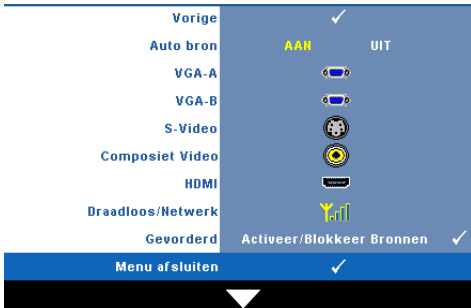 Vorige
Auto bron AAN UIT
VGA-A
VGA-B
S-Video
Composiet Video
HDMI
Draadloos/Netwerk
Gevorderd Activeer/Blokkeer Bronnen
Menu afsluiten